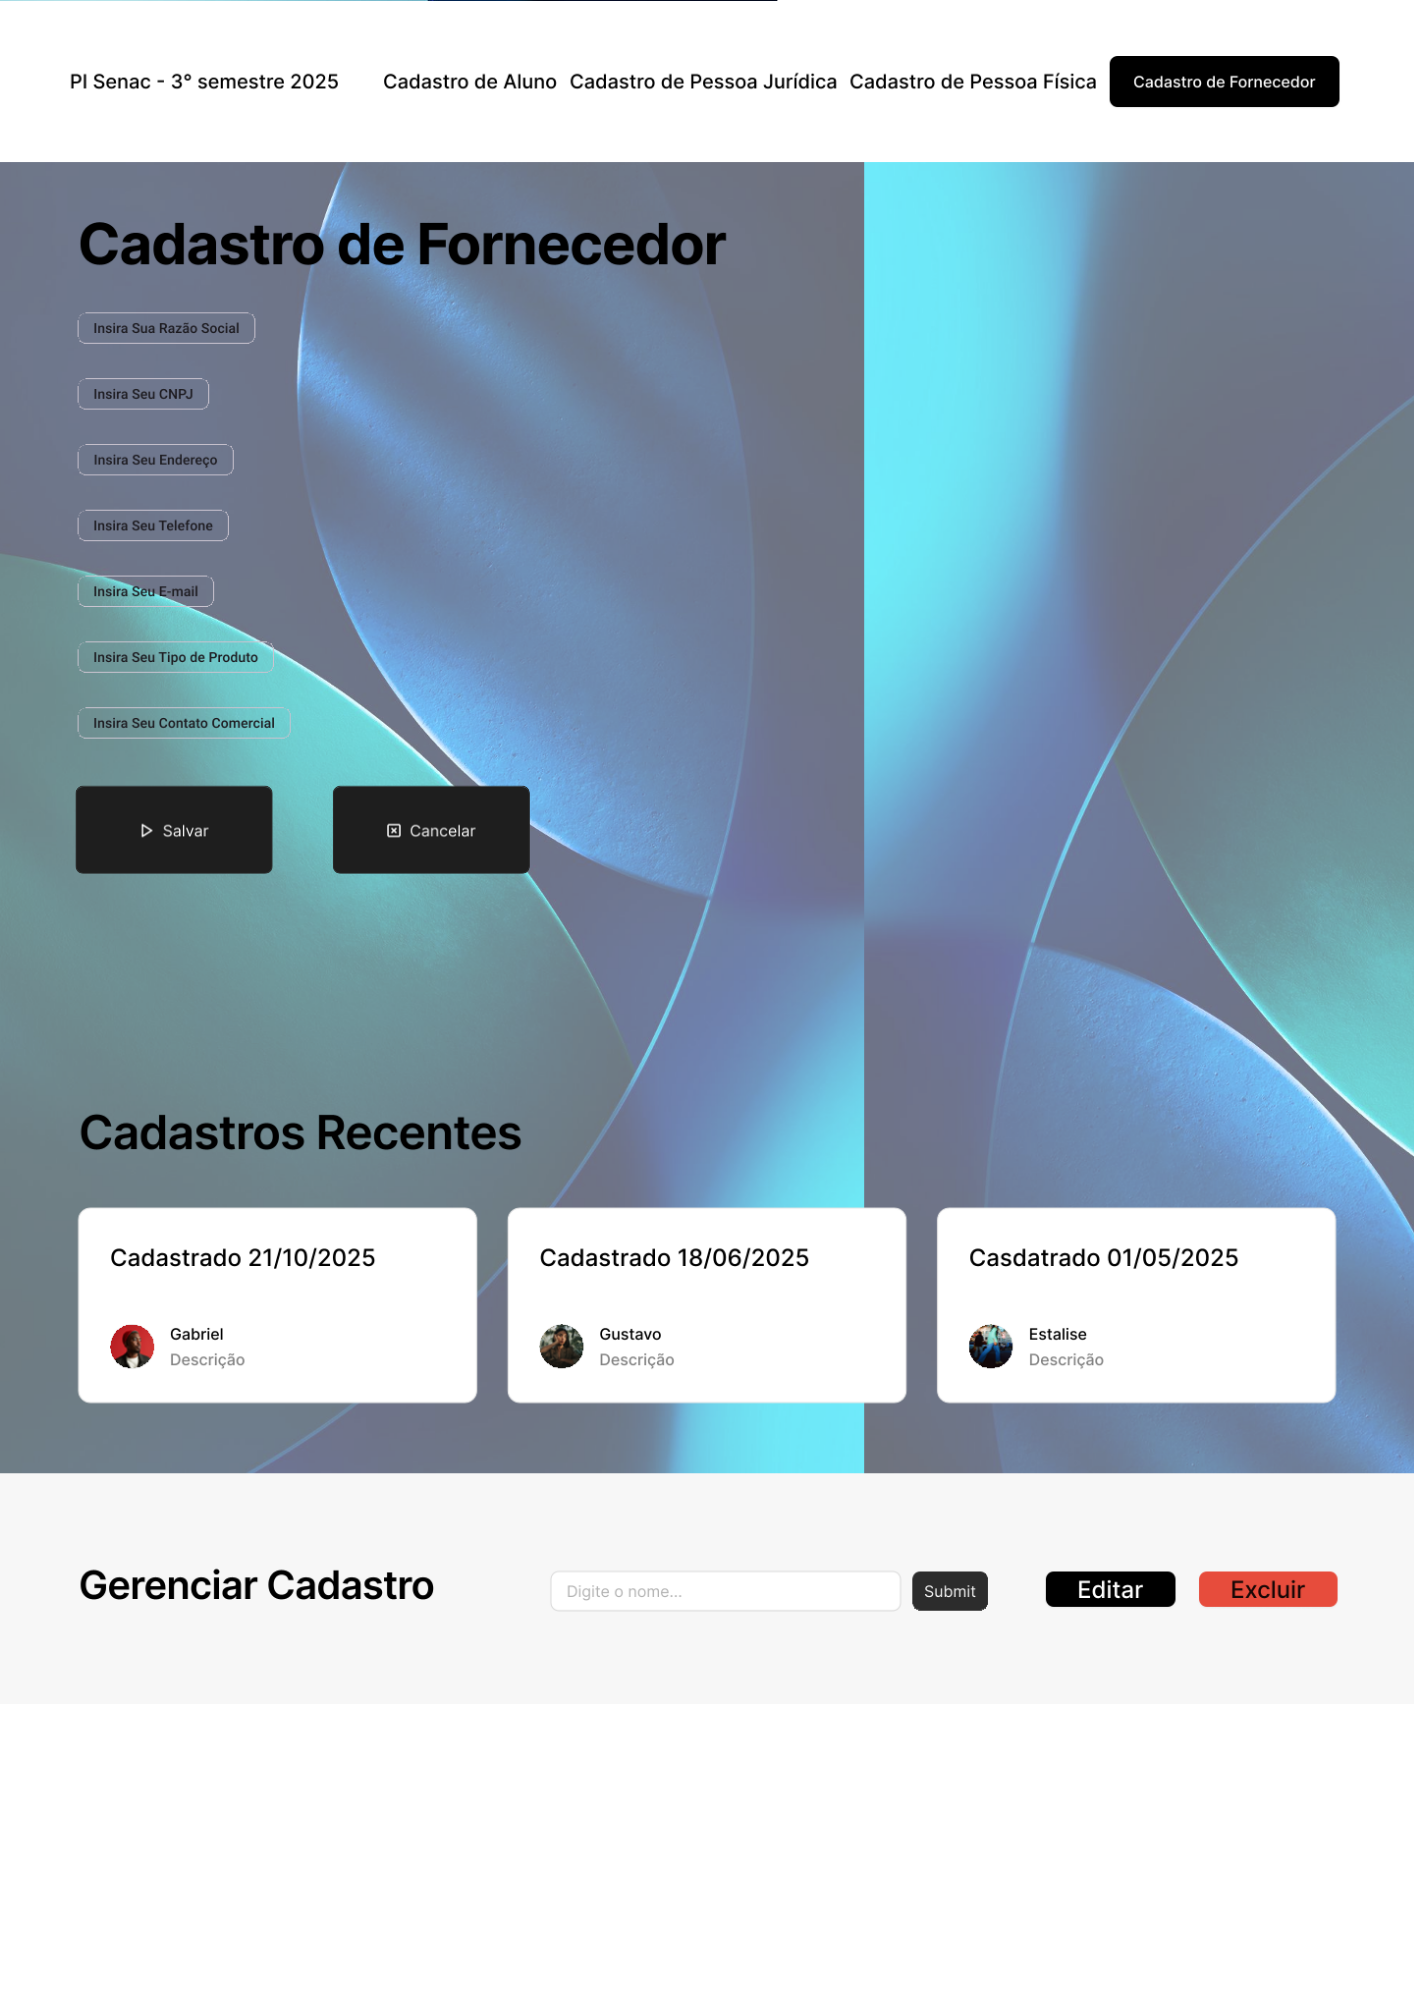 PI Senac - 3° semestre 2025
Cadastro de Aluno
Cadastro de Pessoa Jurídica
Cadastro de Pessoa Física
Cadastro de Fornecedor
Cadastro de Fornecedor
Insira Sua Razão Social
Insira Seu CNPJ
Insira Seu Endereço
Insira Seu Telefone
Insira Seu E-mail
Insira Seu Tipo de Produto
Insira Seu Contato Comercial
Salvar
Cancelar
Cadastros Recentes
Cadastrado 21/10/2025
Gabriel
Descrição
Cadastrado 18/06/2025
Gustavo
Descrição
Casdatrado 01/05/2025
Estalise
Descrição
Gerenciar Cadastro
Digite o nome...
Submit
Editar
Excluir